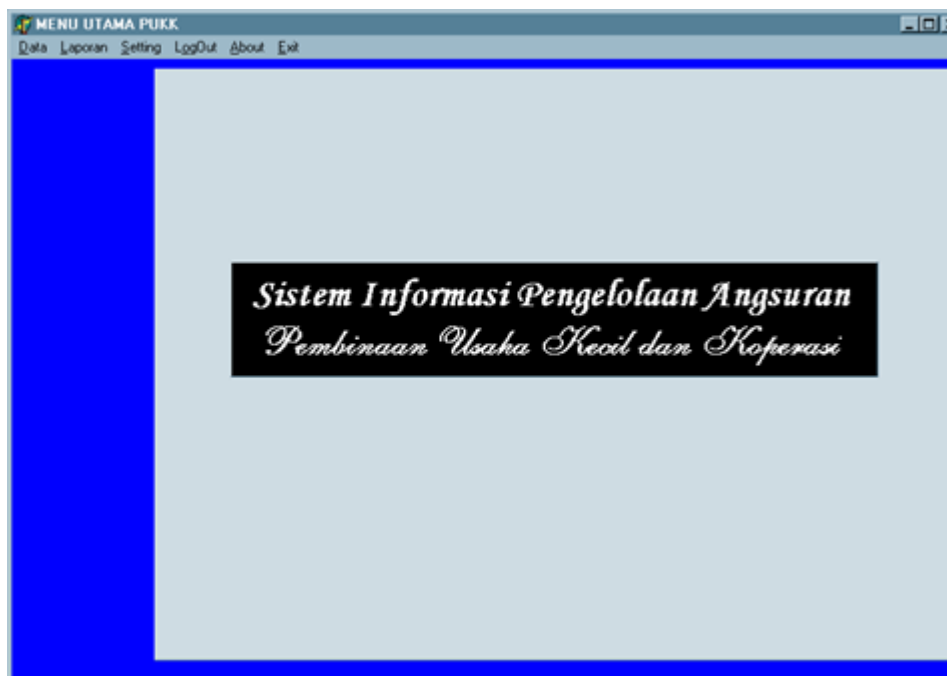 MENU UTAMA PUKK
Data Laporan Setting LogOut About Exit
Sistem Informasi Pengelolaan Angsuran
Pembinaan Usaha Kecil dan Koperasi